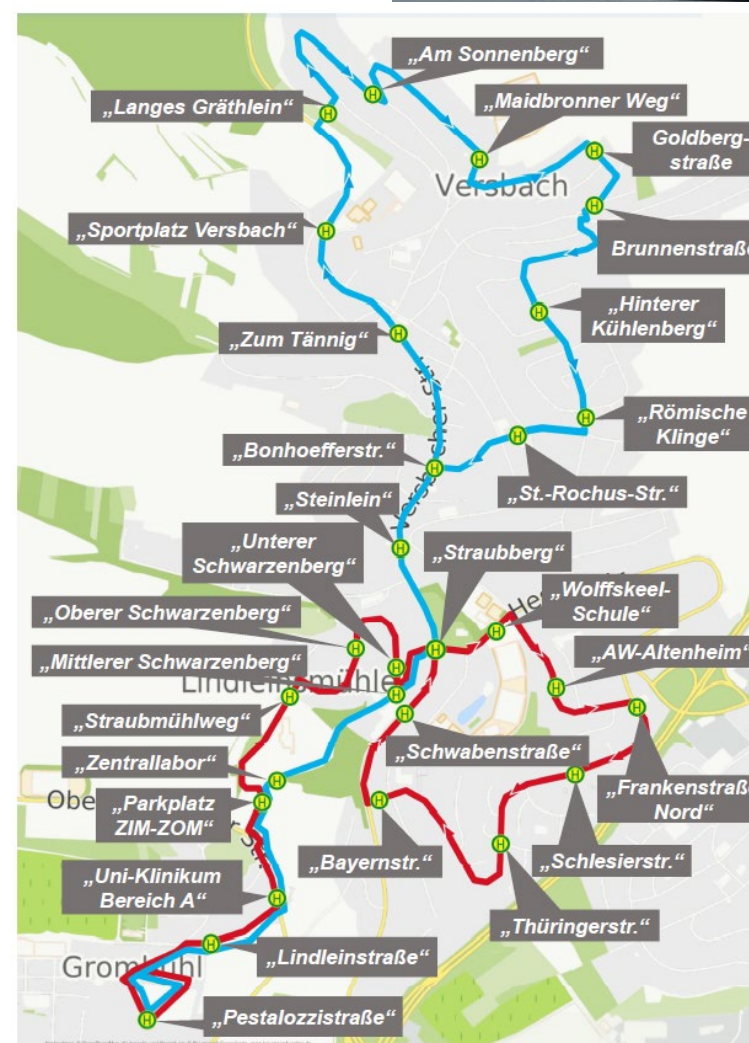 „Am Sonnenberg“
„Langes Gräthlein“
„Maidbronner Weg“
Goldberg-
straße
Versbach
„Sportplatz Versbach“
Brunnenstraße
„Hinterer
Kühlenberg“
„Zum Tännig“
„Römische
Klinge“
„Bonhoefferstr.“
„St.-Rochus-Str.“
„Steinlein“
„Unterer
Schwarzenberg“
„Straubberg“
„Wolffskeel-
Schule“
„Oberer Schwarzenberg“
„AW-Altenheim“
„Mittlerer Schwarzenberg“
Lindleinsmühle
„Straubmühlweg“
„Schwabenstraße“
„Zentrallabor“
„Frankenstraße
Nord“
„Parkplatz
ZIM-ZOM“
„Bayernstr.“
„Schlesierstr.“
„Uni-Klinikum
Bereich A“
„Thüringerstr.“
„Lindleinstraße“
Grombühl
„Pestalozzistraße“